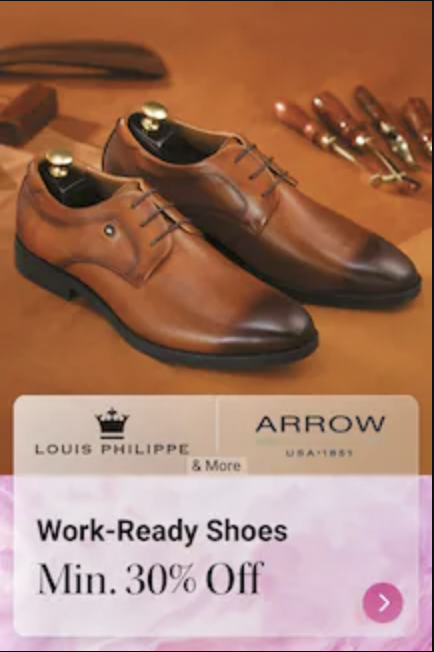 LOUIS PHILIPPE
ARROW
USA•1851
& More
Work-Ready Shoes
Min. 30% Off